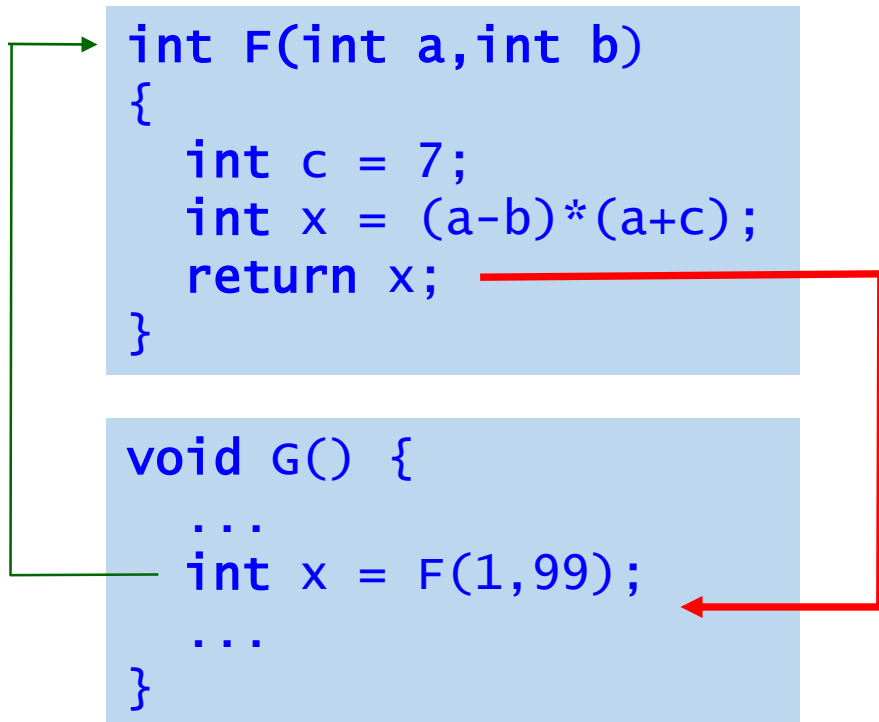 int F(int a,int b)
{
int c = 7;
int x = (a-b)*(a+c);
return x;
}
void G() {
...
int x = F(1,99);
...
}